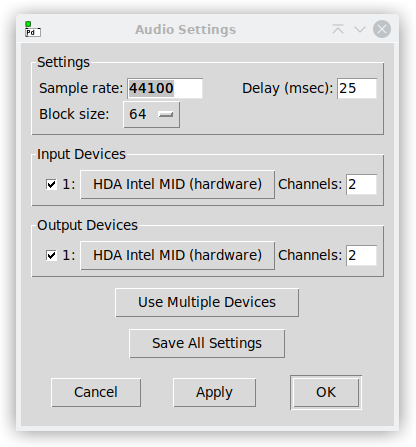 Pd
Audio Settings
Settings
Sample rate: 44100 Delay (msec): 25
Block size: 64
Input Devices
1: HDA Intel MID (hardware) Channels: 2
Output Devices
1: HDA Intel MID (hardware) Channels: 2
Use Multiple Devices
Save All Settings
Cancel Apply OK